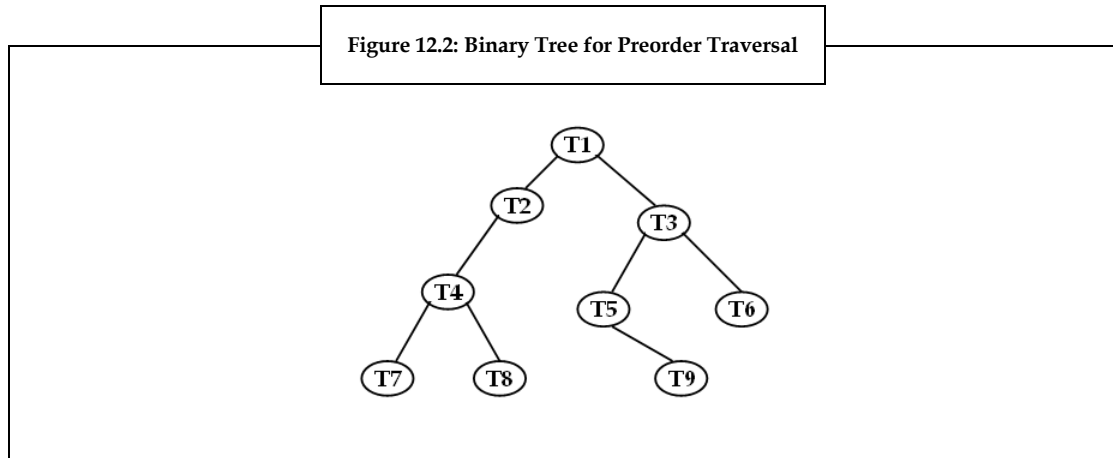 Figure 12.2: Binary Tree for Preorder Traversal
T1
T2
T3
T4
T5
T6
T7
T8
T9